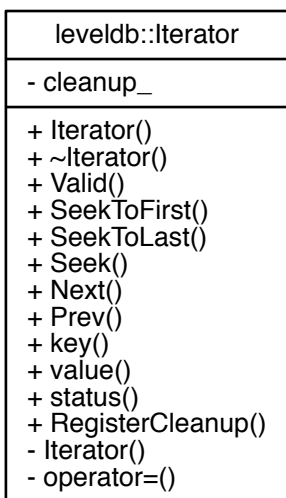 leveldb::Iterator
- cleanup_
+ Iterator()
+ ~Iterator()
+ Valid()
+ SeekToFirst()
+ SeekToLast()
+ Seek()
+ Next()
+ Prev()
+ key()
+ value()
+ status()
+ RegisterCleanup()
- Iterator()
- operator=()